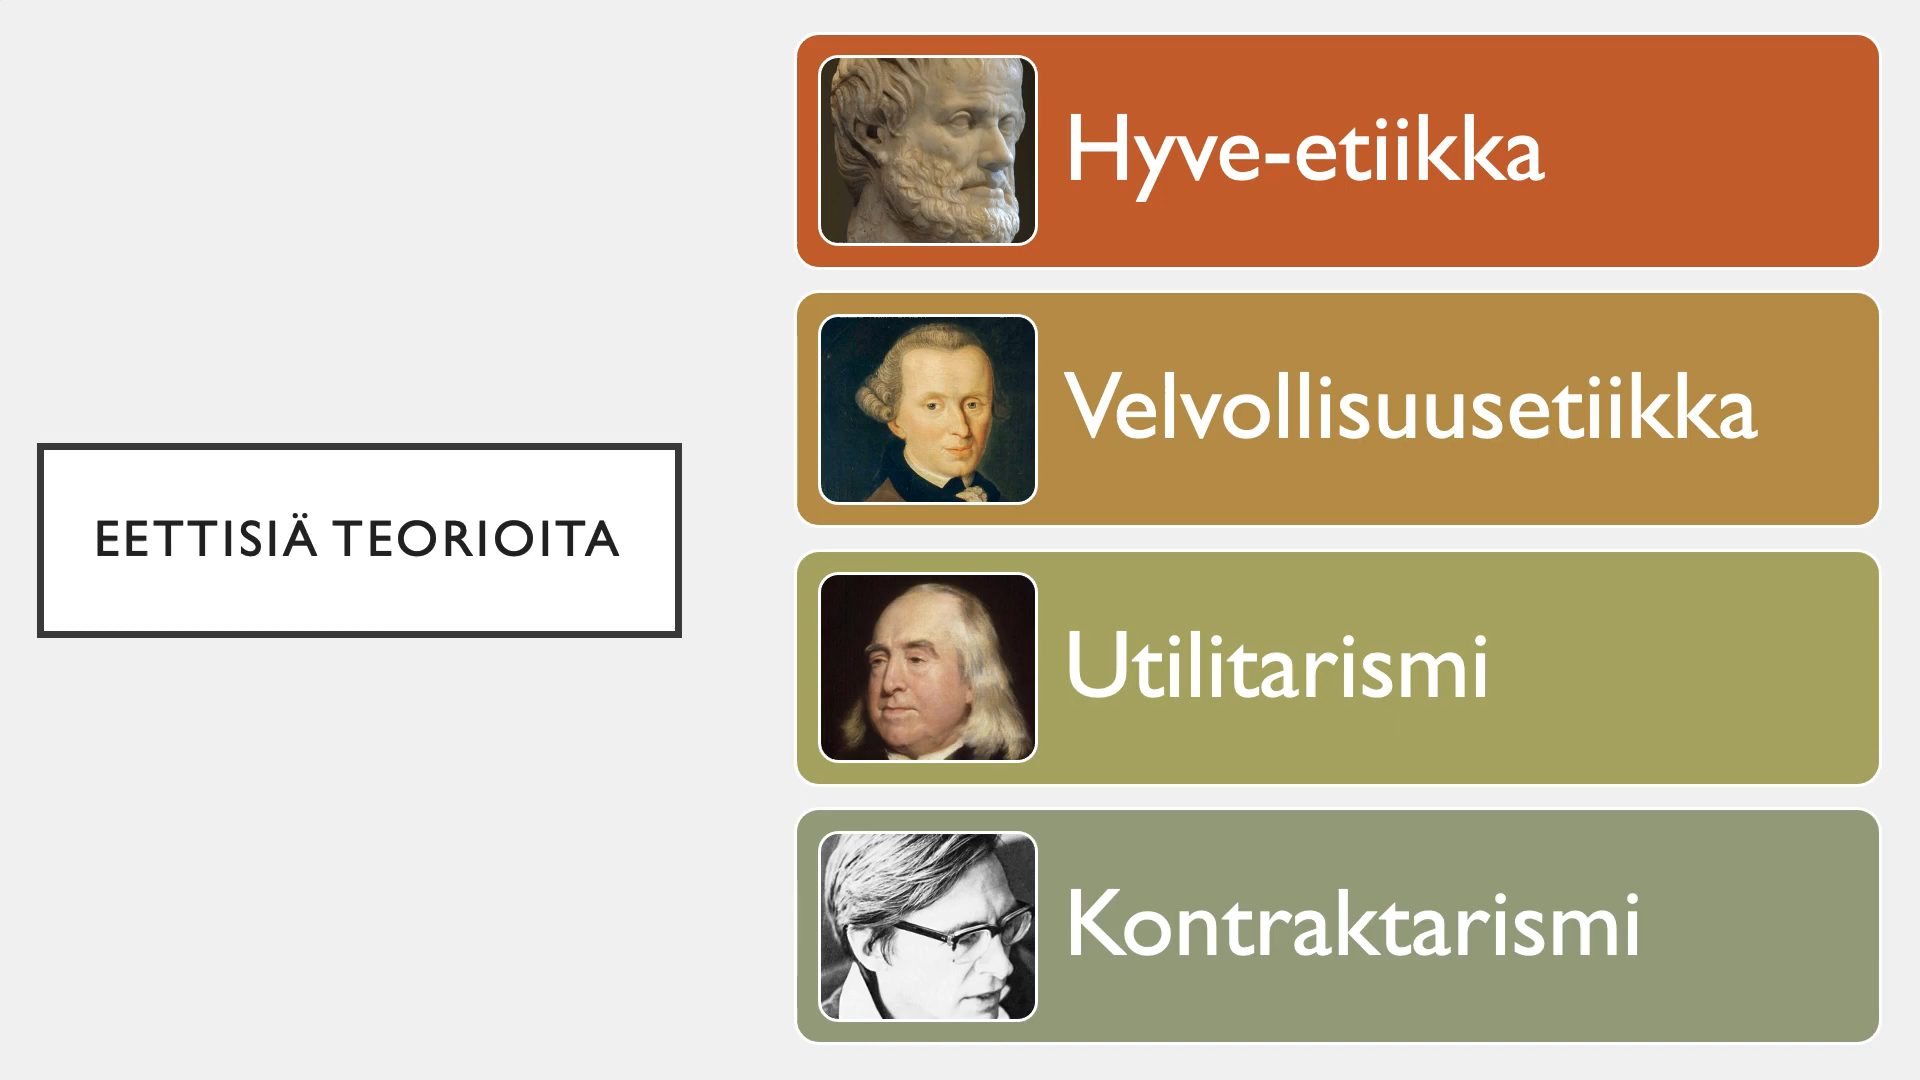 EETTISIÄ TEORIOITA
Hyve-etiikka
Velvollisuusetiikka
Utilitarismi
Kontraktarismi